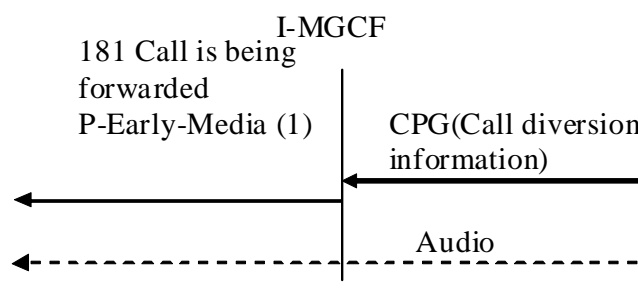 I-MGCF
181 Call is being
forwarded
P-Early-Media (1)
CPG(Call diversion
information)
Audio